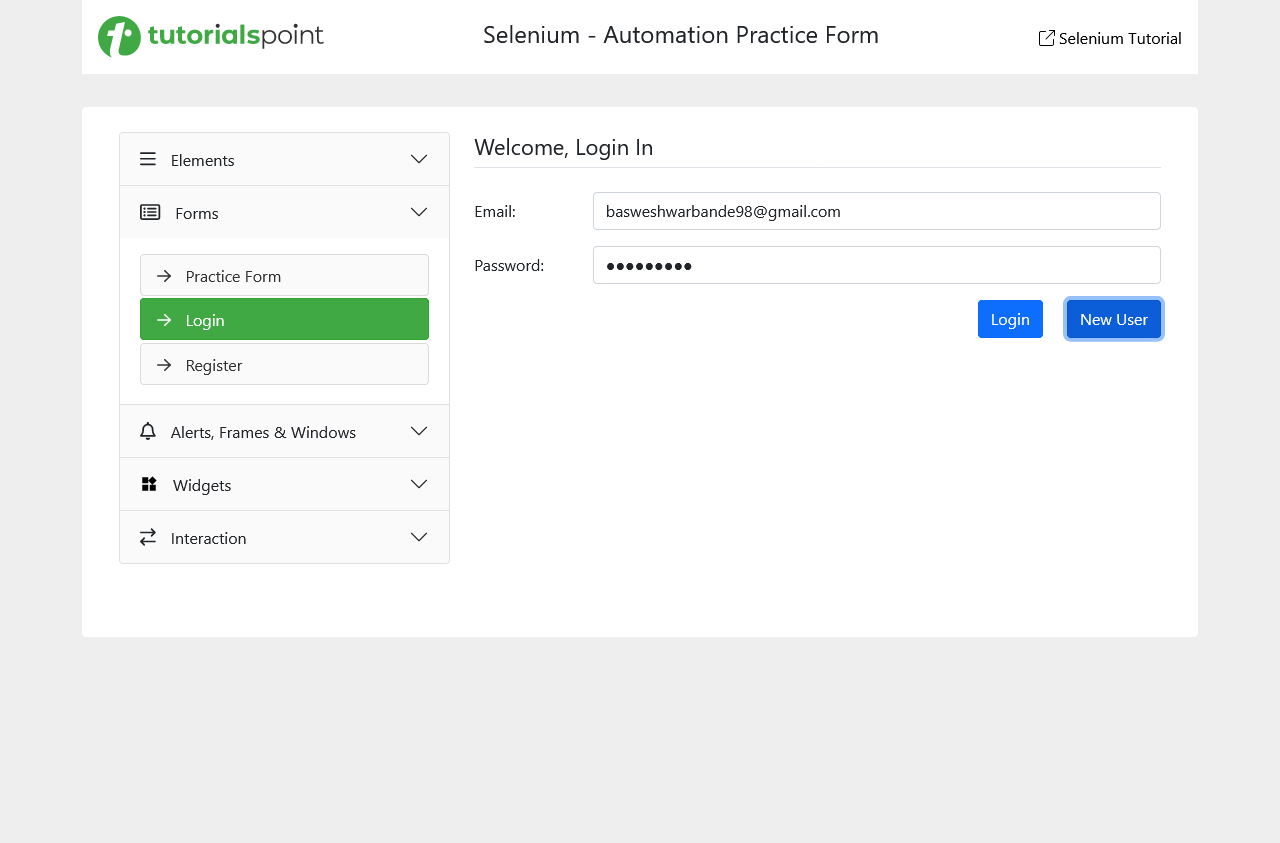 tutorialspoint
Selenium - Automation Practice Form
Selenium Tutorial
Elements
Forms
Practice Form
Login
Register
Alerts, Frames & Windows
Widgets
Interaction
Welcome, Login In
Email: basweshwarbande98@gmail.com
Password: ●●●●●●●●●
Login New User